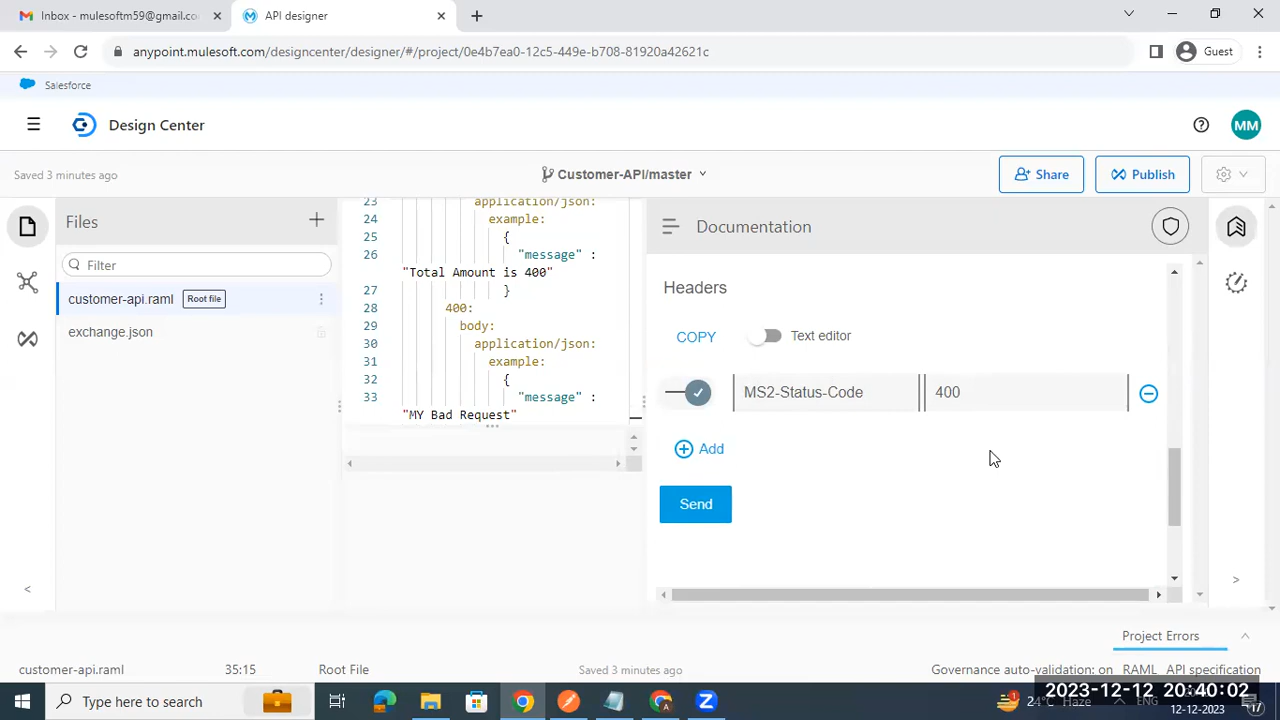 Inbox - mulesoftm59@gmail.co
API designer
anypoint.mulesoft.com/designcenter/designer/#/project/0e4b7ea0-12c5-449e-b708-81920a42621c
Guest
Salesforce
Design Center
MM
Saved 3 minutes ago
Customer-API/master
Share
Publish
Files
Filter
customer-api.raml Root file
exchange.json
23 application/json:
24 example:
25 {
26 "message" :
"Total Amount is 400"
27 }
28 400:
29 body:
30 application/json:
31 example:
32 {
33 "message" :
"MY Bad Request"
Documentation
Headers
COPY
Text editor
MS2-Status-Code
400
Add
Send
Project Errors
customer-api.raml
35:15
Root File
Saved 3 minutes ago
Governance auto-validation: on
RAML
API specification
Type here to search
1
24°C Haze
ENG
2023-12-12 20:40:02
12-12-2023
17